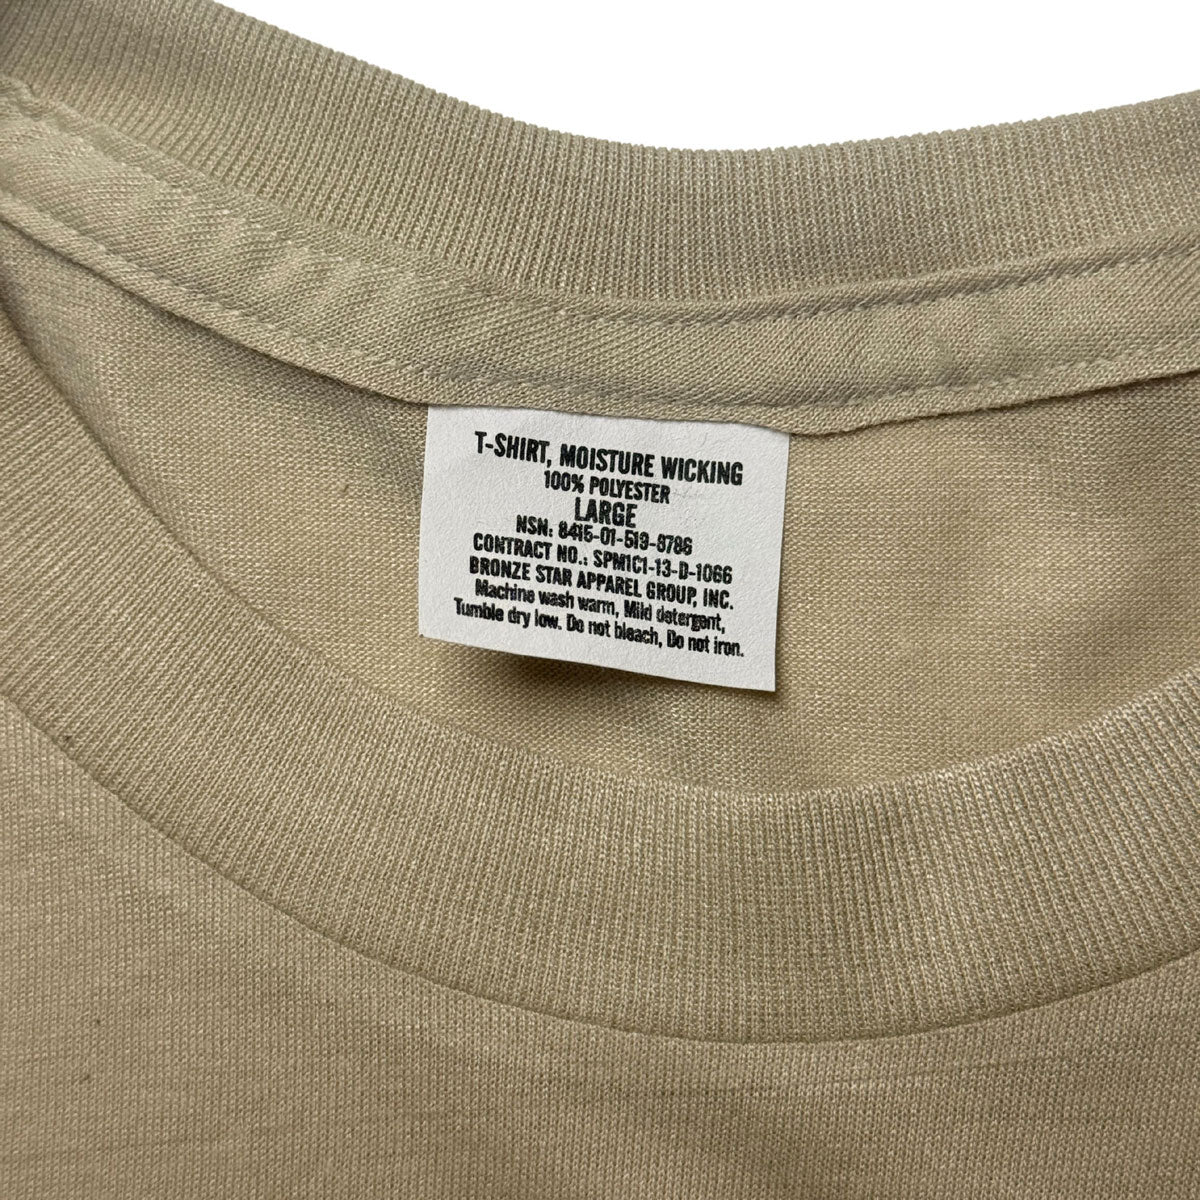 T-SHIRT, MOISTURE WICKING
100% POLYESTER
LARGE
NSN: 8415-01-519-8786
CONTRACT NO.: SPM1C1-13-D-1066
BRONZE STAR APPAREL GROUP, INC.
Machine wash warm, Mild detergent,
Tumble dry low. Do not bleach, Do not iron.